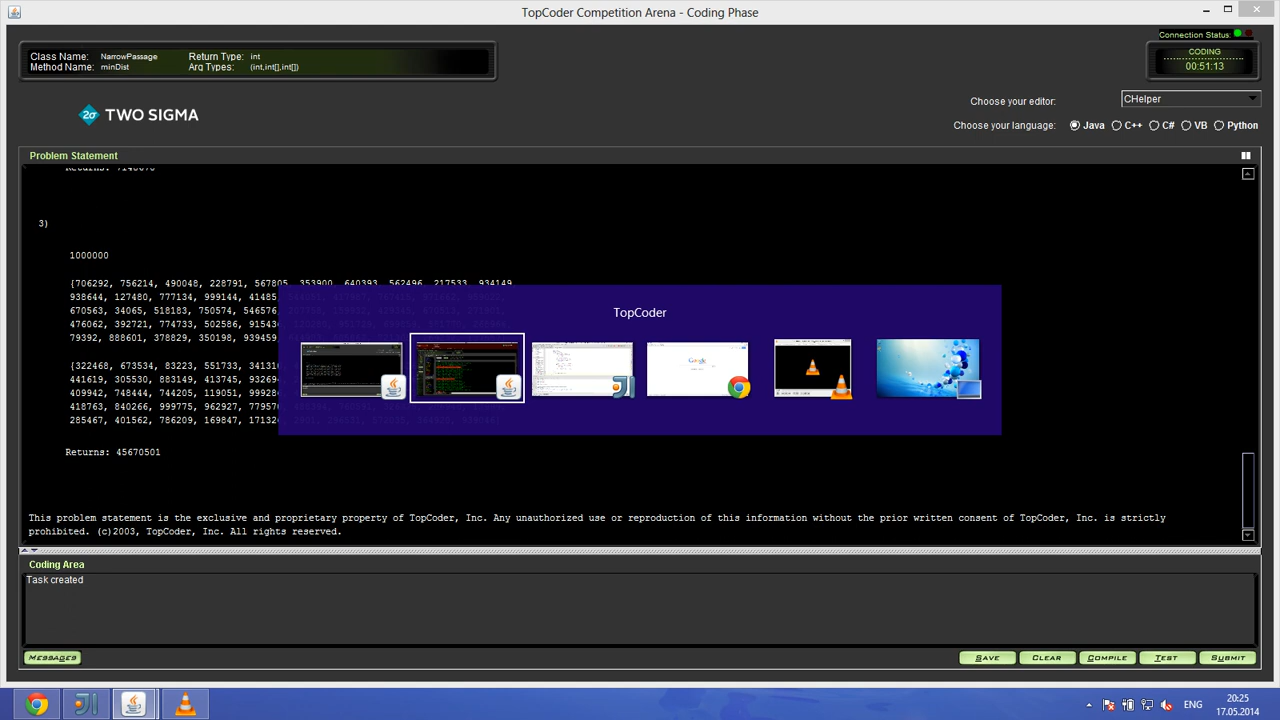 TopCoder Competition Arena - Coding Phase
Connection Status:
Class Name: NarrowPassage Return Type: int
Method Name: minDist Arg Types: (int,int[],int[])
CODING
00:51:13
2σ TWO SIGMA
Choose your editor: CHelper
Choose your language: Java C++ C# VB Python
Problem Statement
Returns:
3)
1000000
{706292, 756214, 490048, 228791, 567805, 353900, 640393, 562496, 217533, 934149,
938644, 127480, 777134, 999144, 41485
670563, 34065, 518183, 750574, 546576
476062, 392721, 774733, 502586, 915436
79392, 888601, 378829, 350198, 939459
TopCoder
{322468, 673534, 83223, 551733, 341310
441619, 305530, 883149, 413745, 93269
409942, 748444, 744205, 119051, 99928
418763, 840266, 999775, 962927, 77957
285467, 401562, 786209, 169847, 17132
Google
Returns: 45670501
This problem statement is the exclusive and proprietary property of TopCoder, Inc. Any unauthorized use or reproduction of this information without the prior written consent of TopCoder, Inc. is strictly
prohibited. (c)2003, TopCoder, Inc. All rights reserved.
Coding Area
Task created
MESSAGES SAVE CLEAR COMPILE TEST SUBMIT
ENG
20:25
17.05.2014